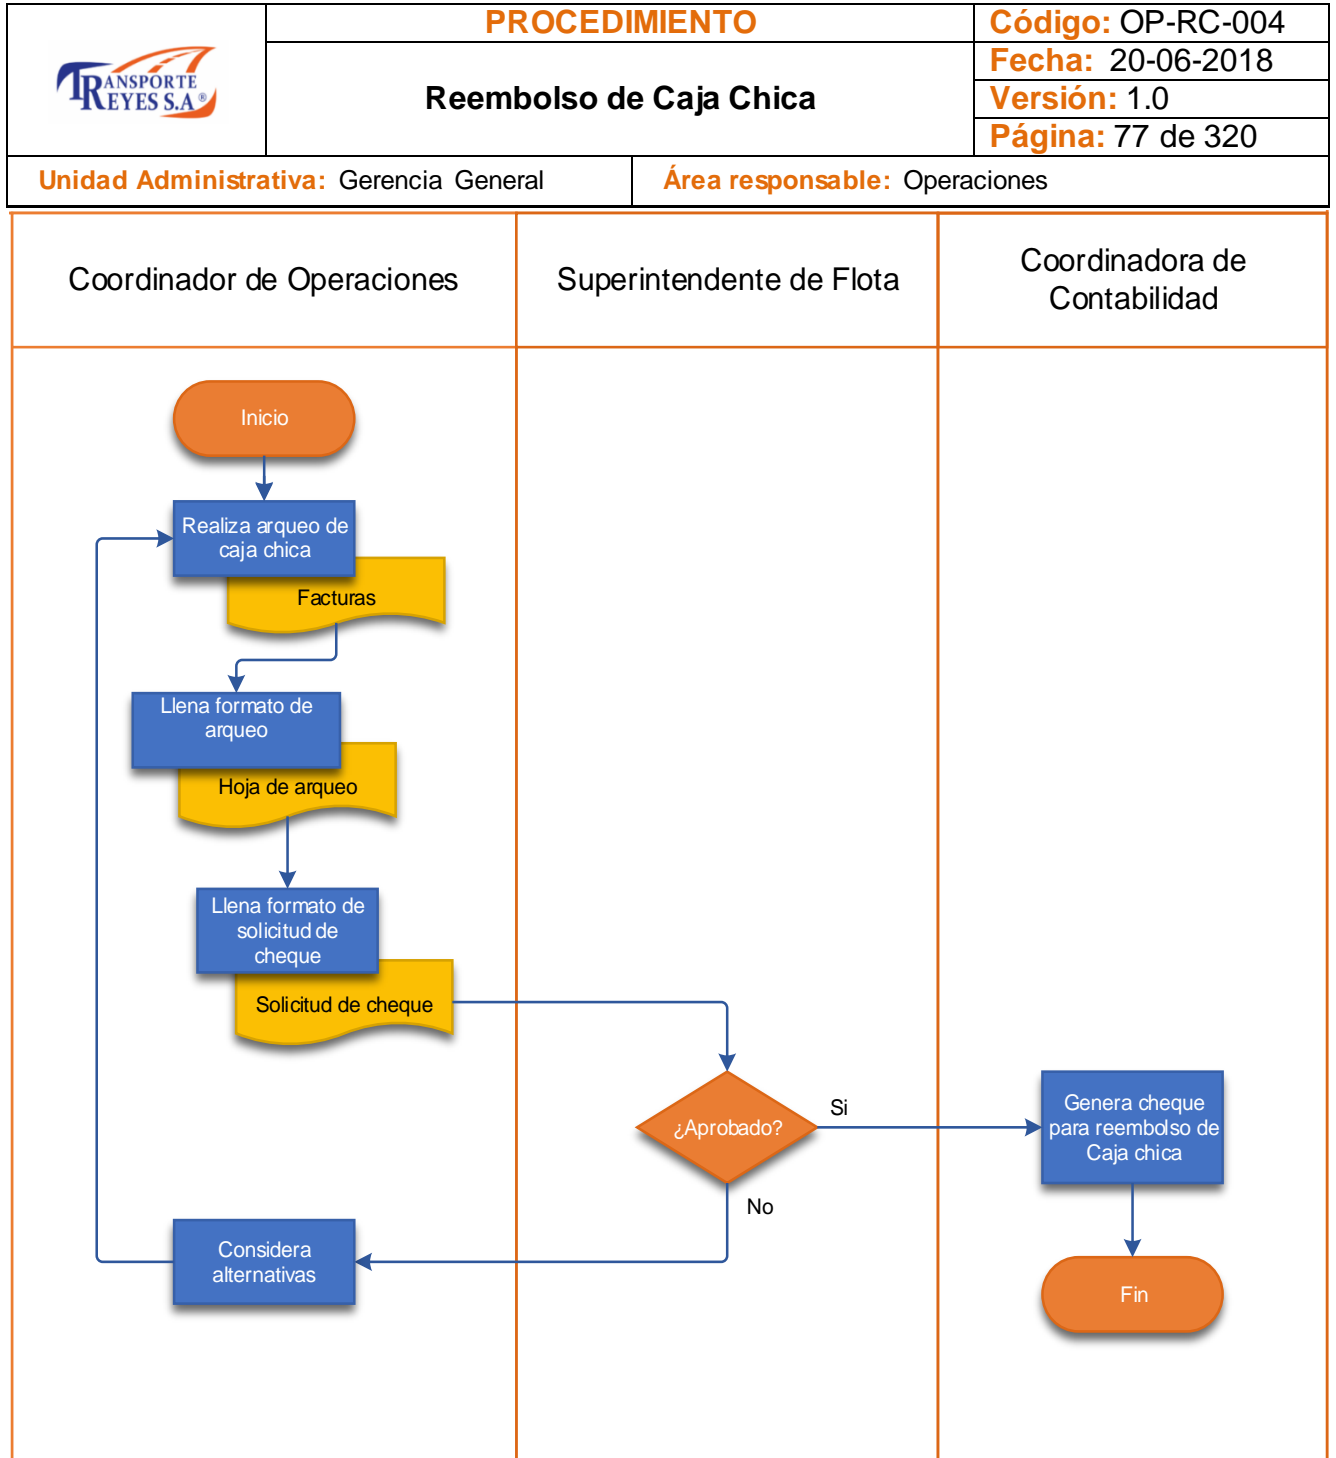 TRANSPORTE
REYES S.A®
PROCEDIMIENTO
Reembolso de Caja Chica
Código: OP-RC-004
Fecha: 20-06-2018
Versión: 1.0
Página: 77 de 320
Unidad Administrativa: Gerencia General
Área responsable: Operaciones
Coordinador de Operaciones
Superintendente de Flota
Coordinadora de
Contabilidad
Inicio
Realiza arqueo de
caja chica
Facturas
Llena formato de
arqueo
Hoja de arqueo
Llena formato de
solicitud de
cheque
Solicitud de cheque
¿Aprobado?
Si
No
Genera cheque
para reembolso de
Caja chica
Considera
alternativas
Fin